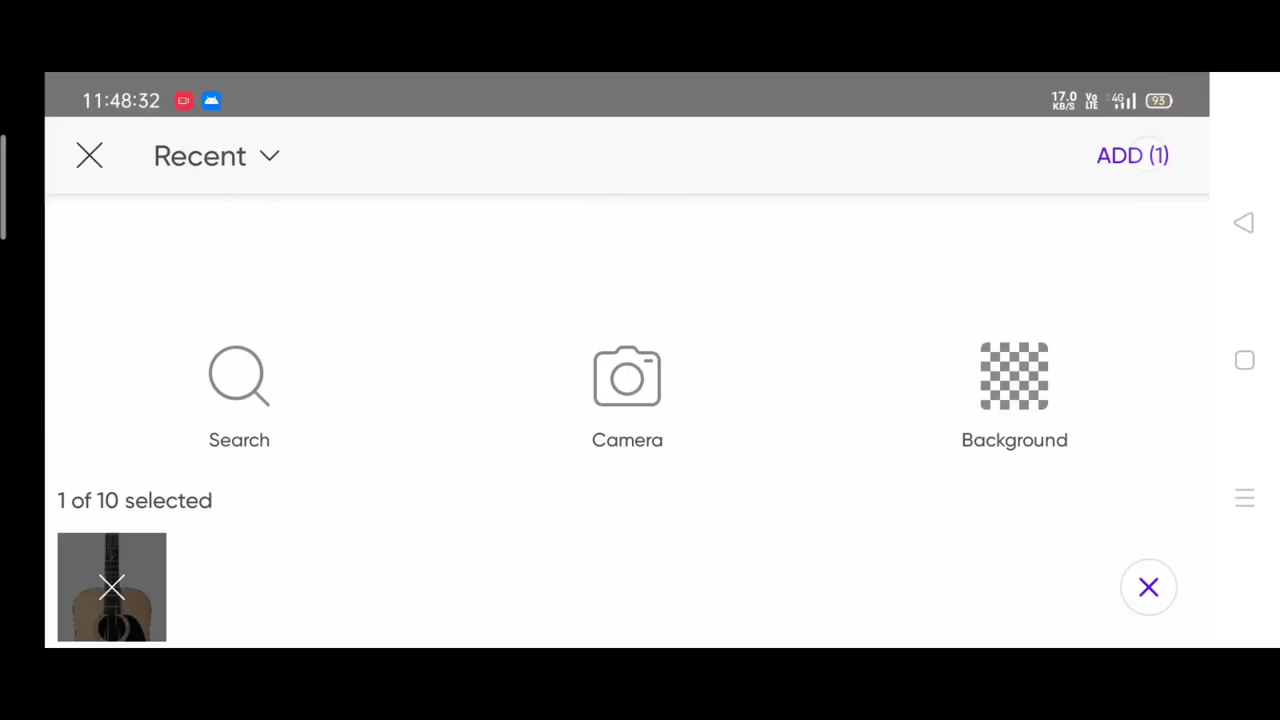 11:48:32
17.0 KB/S Vo LTE 4G 93
Recent
ADD (1)
Search
Camera
Background
1 of 10 selected